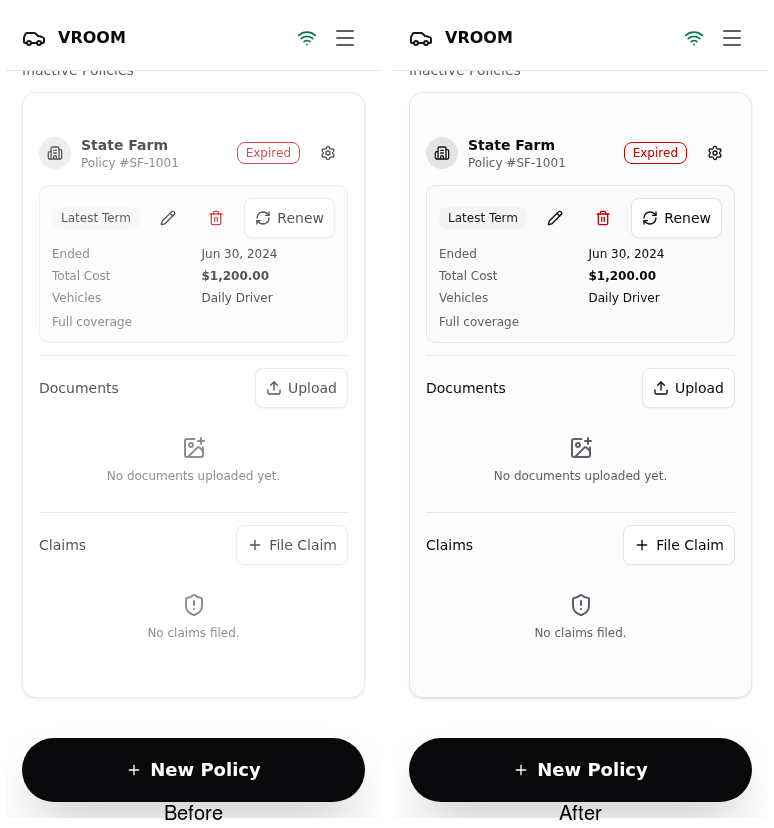 VROOM
Inactive Policies
State Farm
Policy #SF-1001
Expired
Latest Term
Renew
Ended Jun 30, 2024
Total Cost $1,200.00
Vehicles Daily Driver
Full coverage
Documents
Upload
No documents uploaded yet.
Claims
File Claim
No claims filed.
New Policy
Before
VROOM
Inactive Policies
State Farm
Policy #SF-1001
Expired
Latest Term
Renew
Ended Jun 30, 2024
Total Cost $1,200.00
Vehicles Daily Driver
Full coverage
Documents
Upload
No documents uploaded yet.
Claims
File Claim
No claims filed.
New Policy
After